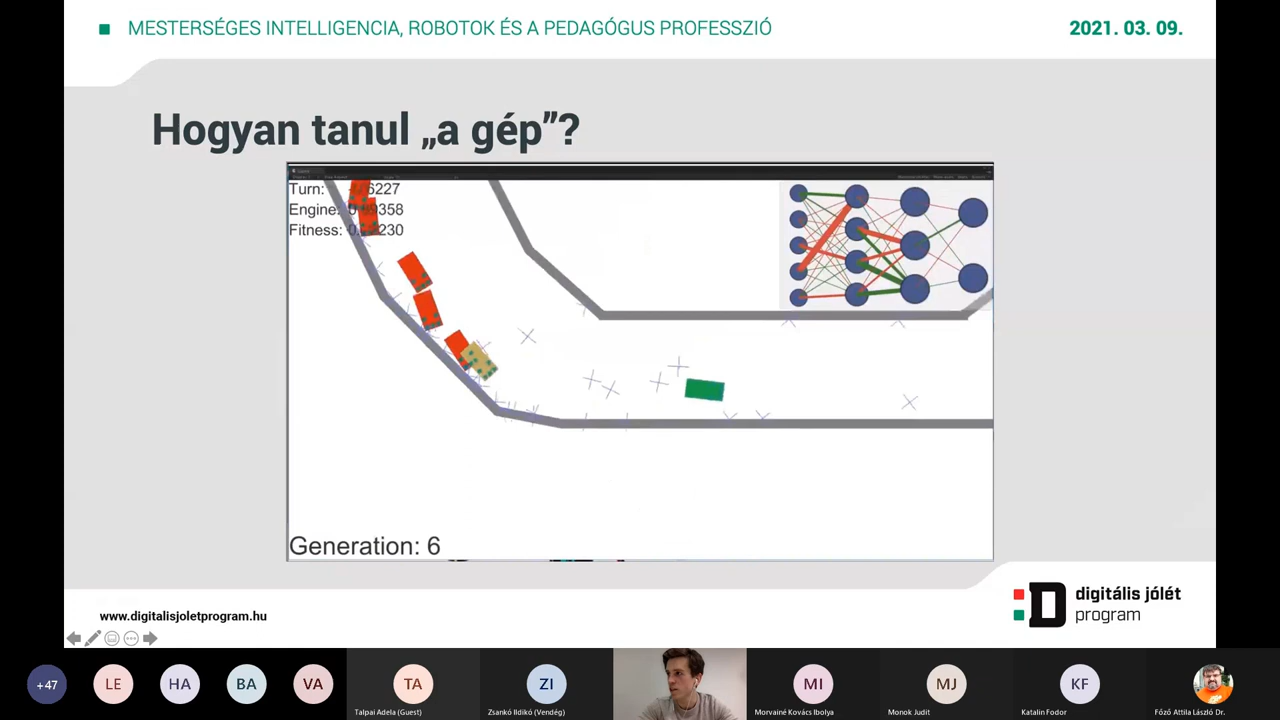 MESTERSÉGES INTELLIGENCIA, ROBOTOK ÉS A PEDAGÓGUS PROFESSZIÓ
2021. 03. 09.
Hogyan tanul „a gép”?
Turn:
Engine:
Fitness:
Generation: 6
www.digitalisjoletprogram.hu
digitális jólét
program
+47
LE
HA
BA
VA
TA
Talpai Adela (Guest)
ZI
Zsankó Ildikó (Vendég)
MI
Morvainé Kovács Ibolya
MJ
Monok Judit
KF
Katalin Fodor
Főző Attila László Dr.